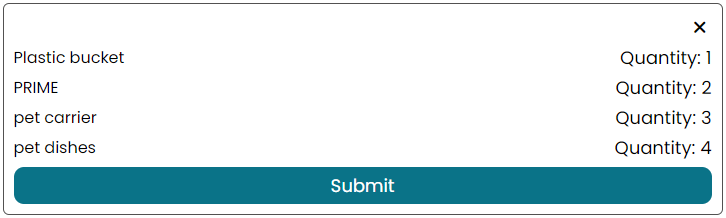 ✕
Plastic bucket Quantity: 1
PRIME Quantity: 2
pet carrier Quantity: 3
pet dishes Quantity: 4
Submit